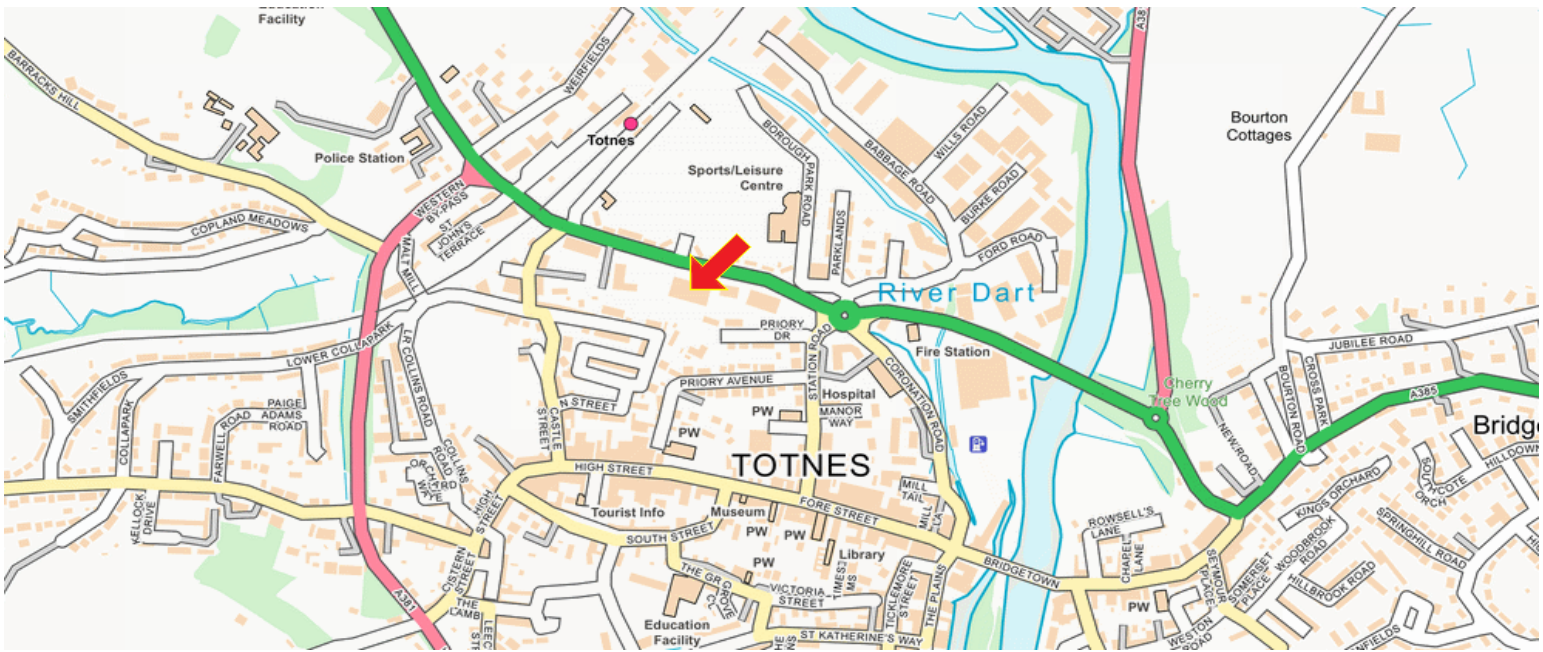 Facility
A381
BARRACKS HILL
WEIRFIELDS
Totnes
Police Station
Bourton
Cottages
WILLS ROAD
BABBAGE ROAD
BOROUGH PARK ROAD
Sports/Leisure
Centre
BURKE ROAD
WESTERN
BY-PASS
COPLAND MEADOWS
ST
JOHN'S
TERRACE
MALT MILL
PARKLANDS
FORD ROAD
River Dart
PRIORY
DR
STATION ROAD
Fire Station
JUBILEE ROAD
LOWER COLLAPARK
LR COLLINS ROAD
SMITHFIELDS
PRIORY AVENUE
CORONATION ROAD
Cherry
Tree Wood
BOURTON ROAD
CROSS PARK
A385
Hospital
MANOR
WAY
PAIGE
ADAMS
ROAD
COLLAPARK
FARWELL ROAD
N STREET
CASTLE
STREET
PW
PW
NEW ROAD
Bridge
TOTNES
COLLINS
ROAD
ORCHARD
WAY
HIGH STREET
HIGH
STREET
HILLDOWN
KINGS ORCHARD
KELLOCK
DRIVE
MILL
TAIL
MILL
LA
FORE STREET
Museum
Tourist Info
SOUTH STREET
PW
PW
ROWSELL'S
LANE
CHAPEL
LANE
SPRINGHILL ROAD
WOODBROOK
ROAD
Library
PW
BRIDGETOWN
CISTERN
STREET
THE
LAMB
A381
THE GROVE
CL
VICTORIA
STREET
TICKLEMORE
STREET
THE PLAINS
SEYMOUR
PLACE
SOMERSET
PLACE
HILLBROOK ROAD
PW
Education
Facility
ST KATHERINE'S WAY
WESTON
ROAD